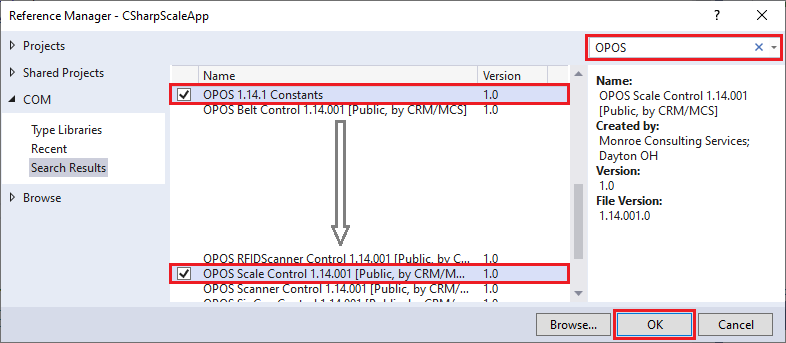 Reference Manager - CSharpScaleApp
Projects
Shared Projects
COM
Type Libraries
Recent
Search Results
Browse
Name Version
OPOS 1.14.1 Constants 1.0
OPOS Belt Control 1.14.001 [Public, by CRM/MCS] 1.0
OPOS RFIDScanner Control 1.14.001 [Public, by C... 1.0
OPOS Scale Control 1.14.001 [Public, by CRM/M... 1.0
OPOS Scanner Control 1.14.001 [Public, by CRM/... 1.0
OPOS
Name:
OPOS Scale Control 1.14.001
[Public, by CRM/MCS]
Created by:
Monroe Consulting Services;
Dayton OH
Version:
1.0
File Version:
1.14.001.0
Browse... OK Cancel